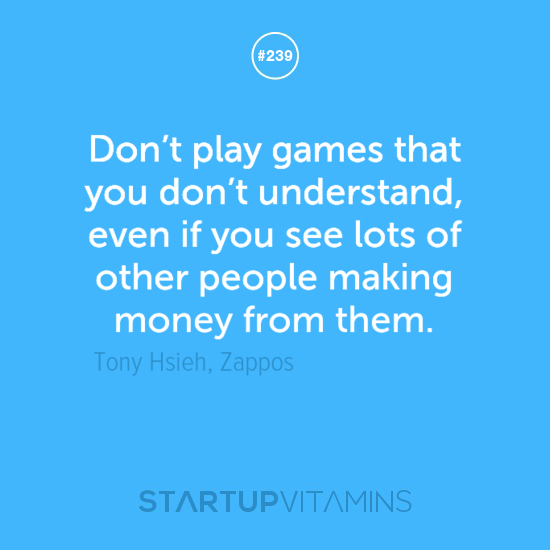 #239
Don’t play games that
you don’t understand,
even if you see lots of
other people making
money from them.
Tony Hsieh, Zappos
STARTUPVITAMINS